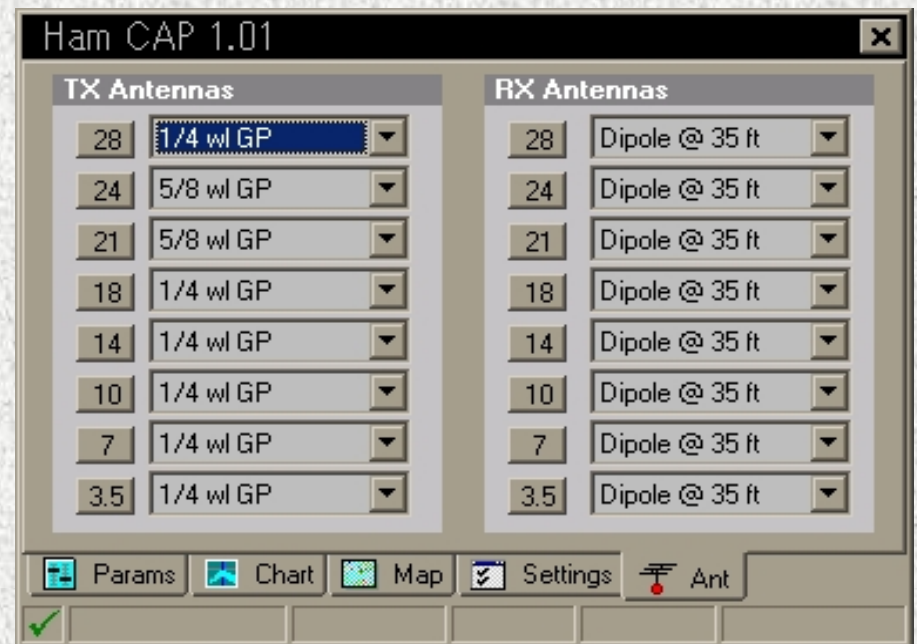 Ham CAP 1.01
TX Antennas
28 1/4 wl GP
24 5/8 wl GP
21 5/8 wl GP
18 1/4 wl GP
14 1/4 wl GP
10 1/4 wl GP
7 1/4 wl GP
3.5 1/4 wl GP
RX Antennas
28 Dipole @ 35 ft
24 Dipole @ 35 ft
21 Dipole @ 35 ft
18 Dipole @ 35 ft
14 Dipole @ 35 ft
10 Dipole @ 35 ft
7 Dipole @ 35 ft
3.5 Dipole @ 35 ft
Params Chart Map Settings Ant